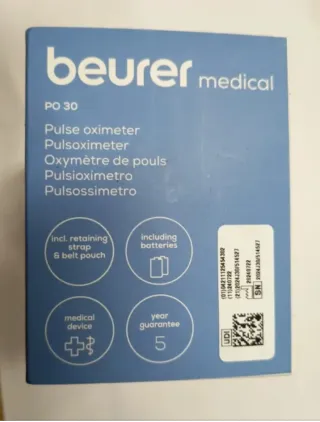 beurer medical
PO 30
Pulse oximeter
Pulsoximeter
Oxymètre de pouls
Pulsioximetro
Pulsossimetro
incl. retaining
strap
& belt pouch
including
batteries
medical
device
year
guarantee
5
UDI
SN